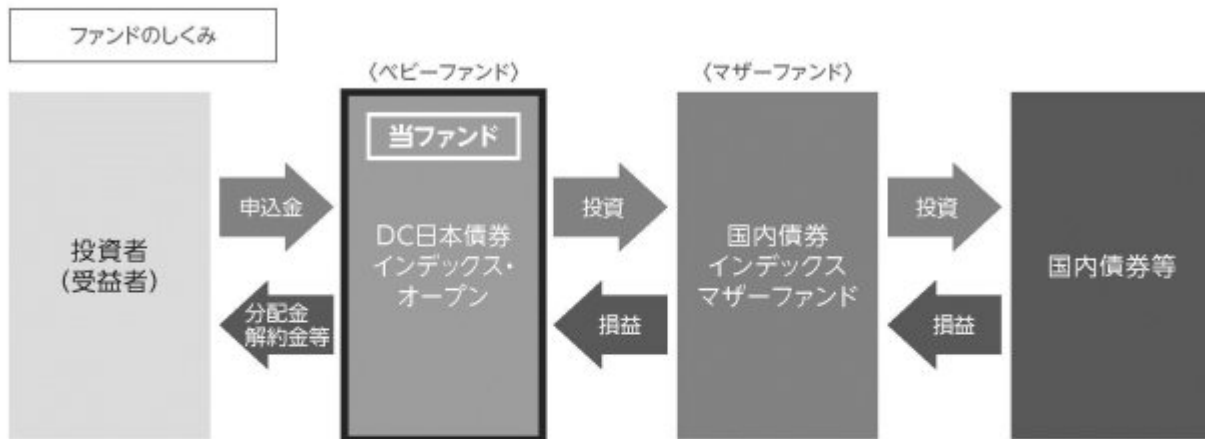 ファンドのしくみ
〈ベビーファンド〉
〈マザーファンド〉
投資者
(受益者)
申込金
分配金
解約金等
当ファンド
DC日本債券
インデックス・
オープン
投資
損益
国内債券
インデックス
マザーファンド
投資
損益
国内債券等